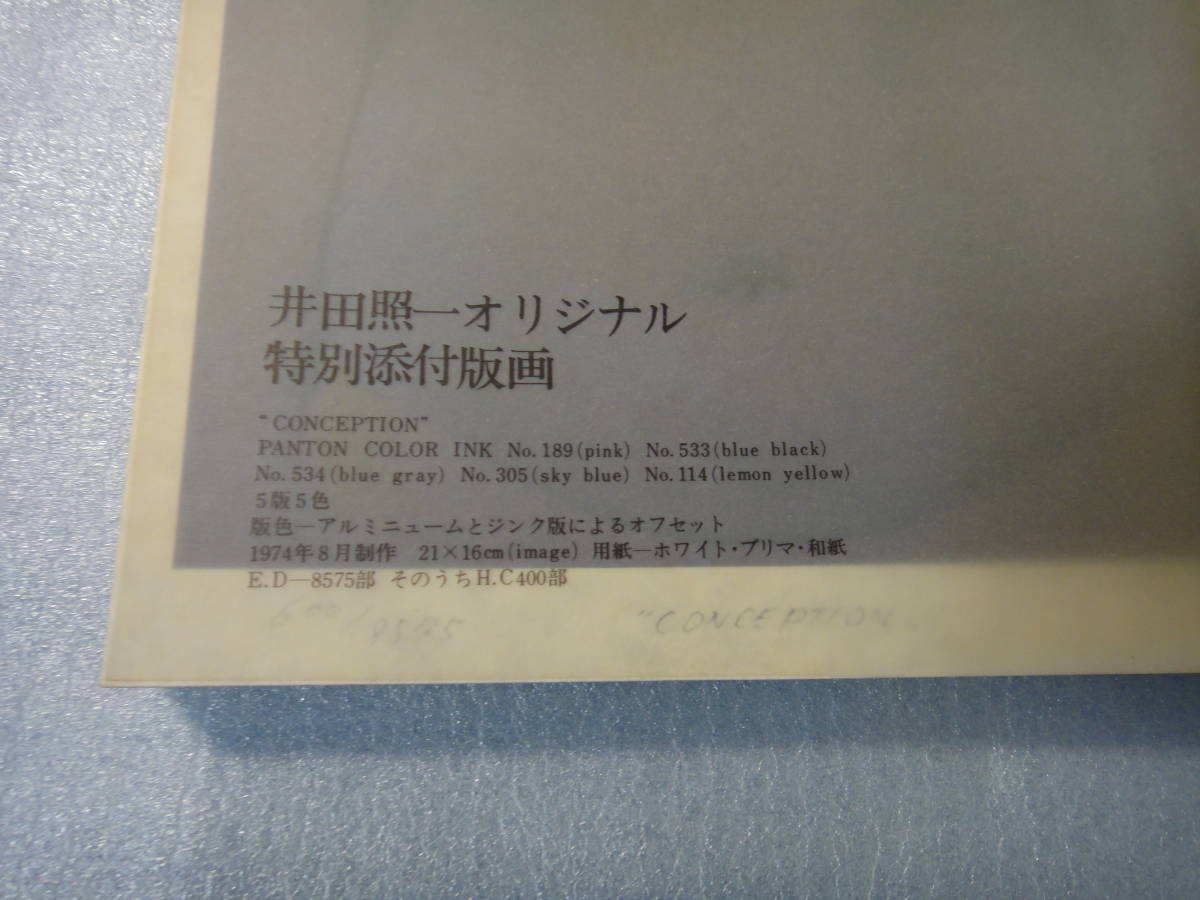 井田照一オリジナル
特別添付版画
"CONCEPTION"
PANTON COLOR INK No.189(pink) No.533(blue black)
No.534(blue gray) No.305(sky blue) No.114(lemon yellow)
5版5色
版色—アルミニュームとジンク版によるオフセット
1974年8月制作 21×16cm(image) 用紙—ホワイト・プリマ・和紙
E.D—8575部 そのうちH.C400部
"CONCEPTION